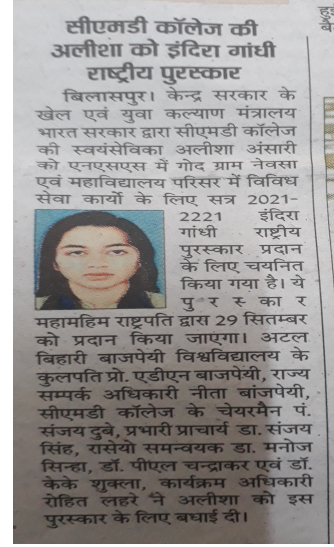 सीएमडी कॉलेज की
अलीशा को इंदिरा गांधी
राष्ट्रीय पुरस्कार
बिलासपुर। केन्द्र सरकार के
खेल एवं युवा कल्याण मंत्रालय
भारत सरकार द्वारा सीएमडी कॉलेज
की स्वयंसेविका अलीशा अंसारी
को एनएसएस में गोद ग्राम नेवसा
एवं महाविद्यालय परिसर में विविध
सेवा कार्यो के लिए सत्र 2021-
2221 इंदिरा
गांधी राष्ट्रीय
पुरस्कार प्रदान
के लिए चयनित
किया गया है। ये
पुरस्कार
महामहिम राष्ट्रपति द्वारा 29 सितम्बर
को प्रदान किया जाएगा। अटल
बिहारी बाजपेयी विश्वविद्यालय के
कुलपति प्रो. एडीएन बाजपेयी, राज्य
सम्पर्क अधिकारी नीता बाजपेयी,
सीएमडी कॉलेज के चेयरमैन पं.
संजय दुबे, प्रभारी प्राचार्य डा. संजय
सिंह, रासेयो समन्वयक डा. मनोज
सिन्हा, डॉ. पीएल चन्द्राकर एवं डॉ.
केके शुक्ला, कार्यक्रम अधिकारी
रोहित लहरे ने अलीशा को इस
पुरस्कार के लिए बधाई दी।